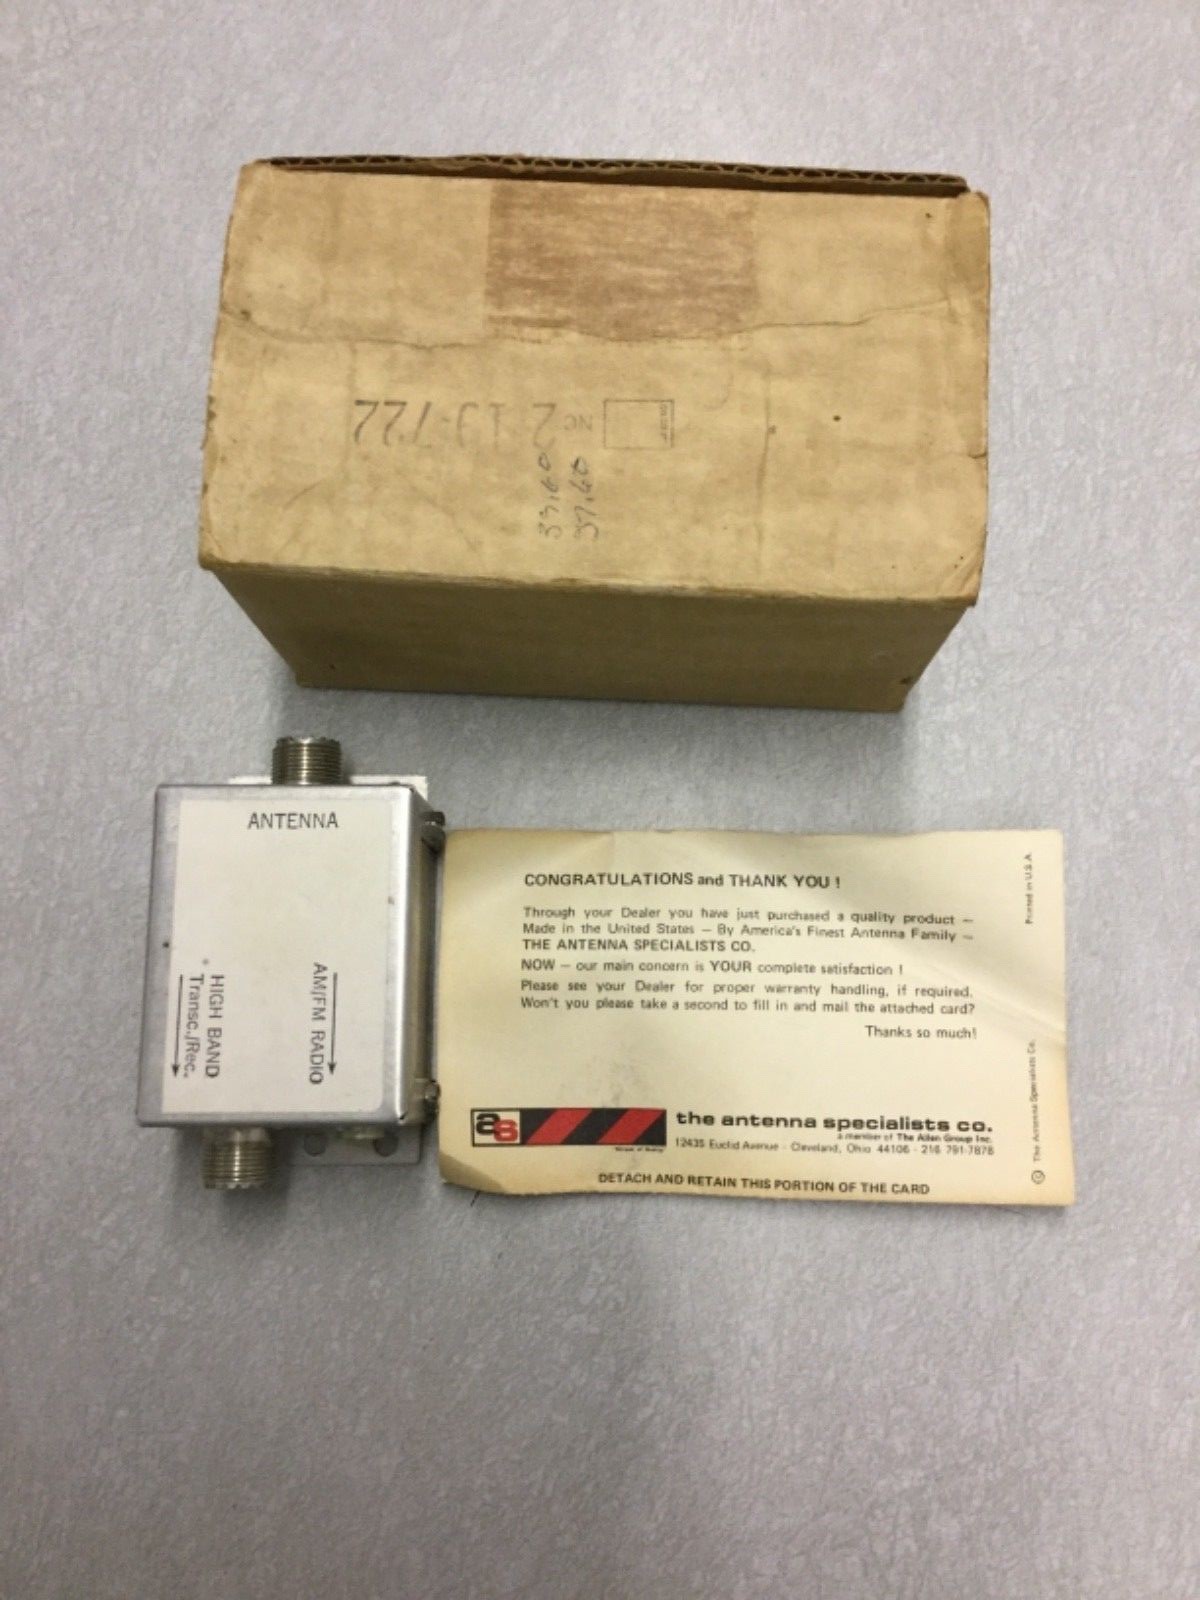 NC 2-13-722
33.60
37.60
ANTENNA
AM/FM RADIO
HIGH BAND
Transc./Rec.
CONGRATULATIONS and THANK YOU !
Through your Dealer you have just purchased a quality product —
Made in the United States — By America's Finest Antenna Family —
THE ANTENNA SPECIALISTS CO.
NOW — our main concern is YOUR complete satisfaction !
Please see your Dealer for proper warranty handling, if required.
Won't you please take a second to fill in and mail the attached card?
Thanks so much!
as
the antenna specialists co.
a member of The Allen Group Inc.
12435 Euclid Avenue - Cleveland, Ohio 44106 - 216 791-7878
DETACH AND RETAIN THIS PORTION OF THE CARD
Printed in U.S.A.
© The Antenna Specialists Co.